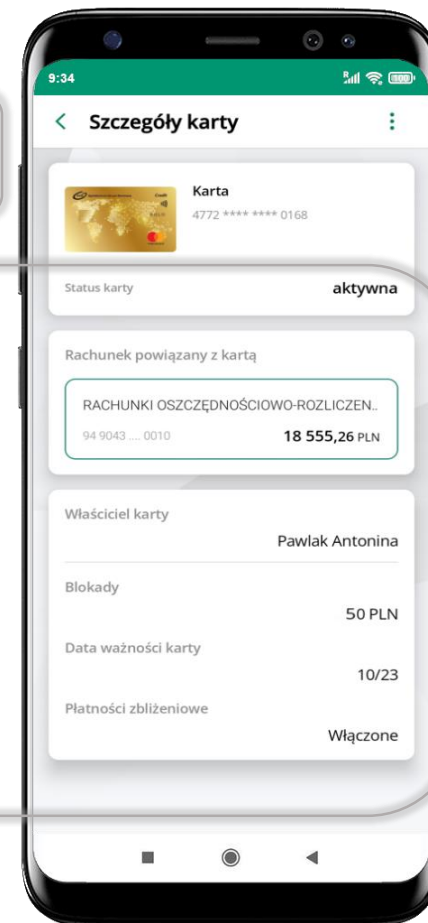 9:34
Szczegóły karty
Credit
Karta
4772 **** **** 0168
Status karty
aktywna
Rachunek powiązany z kartą
RACHUNKI OSZCZĘDNOŚCIOWO-ROZLICZEN..
94 9043 .... 0010
18 555,26 PLN
Właściciel karty
Pawlak Antonina
Blokady
50 PLN
Data ważności karty
10/23
Płatności zbliżeniowe
Włączone